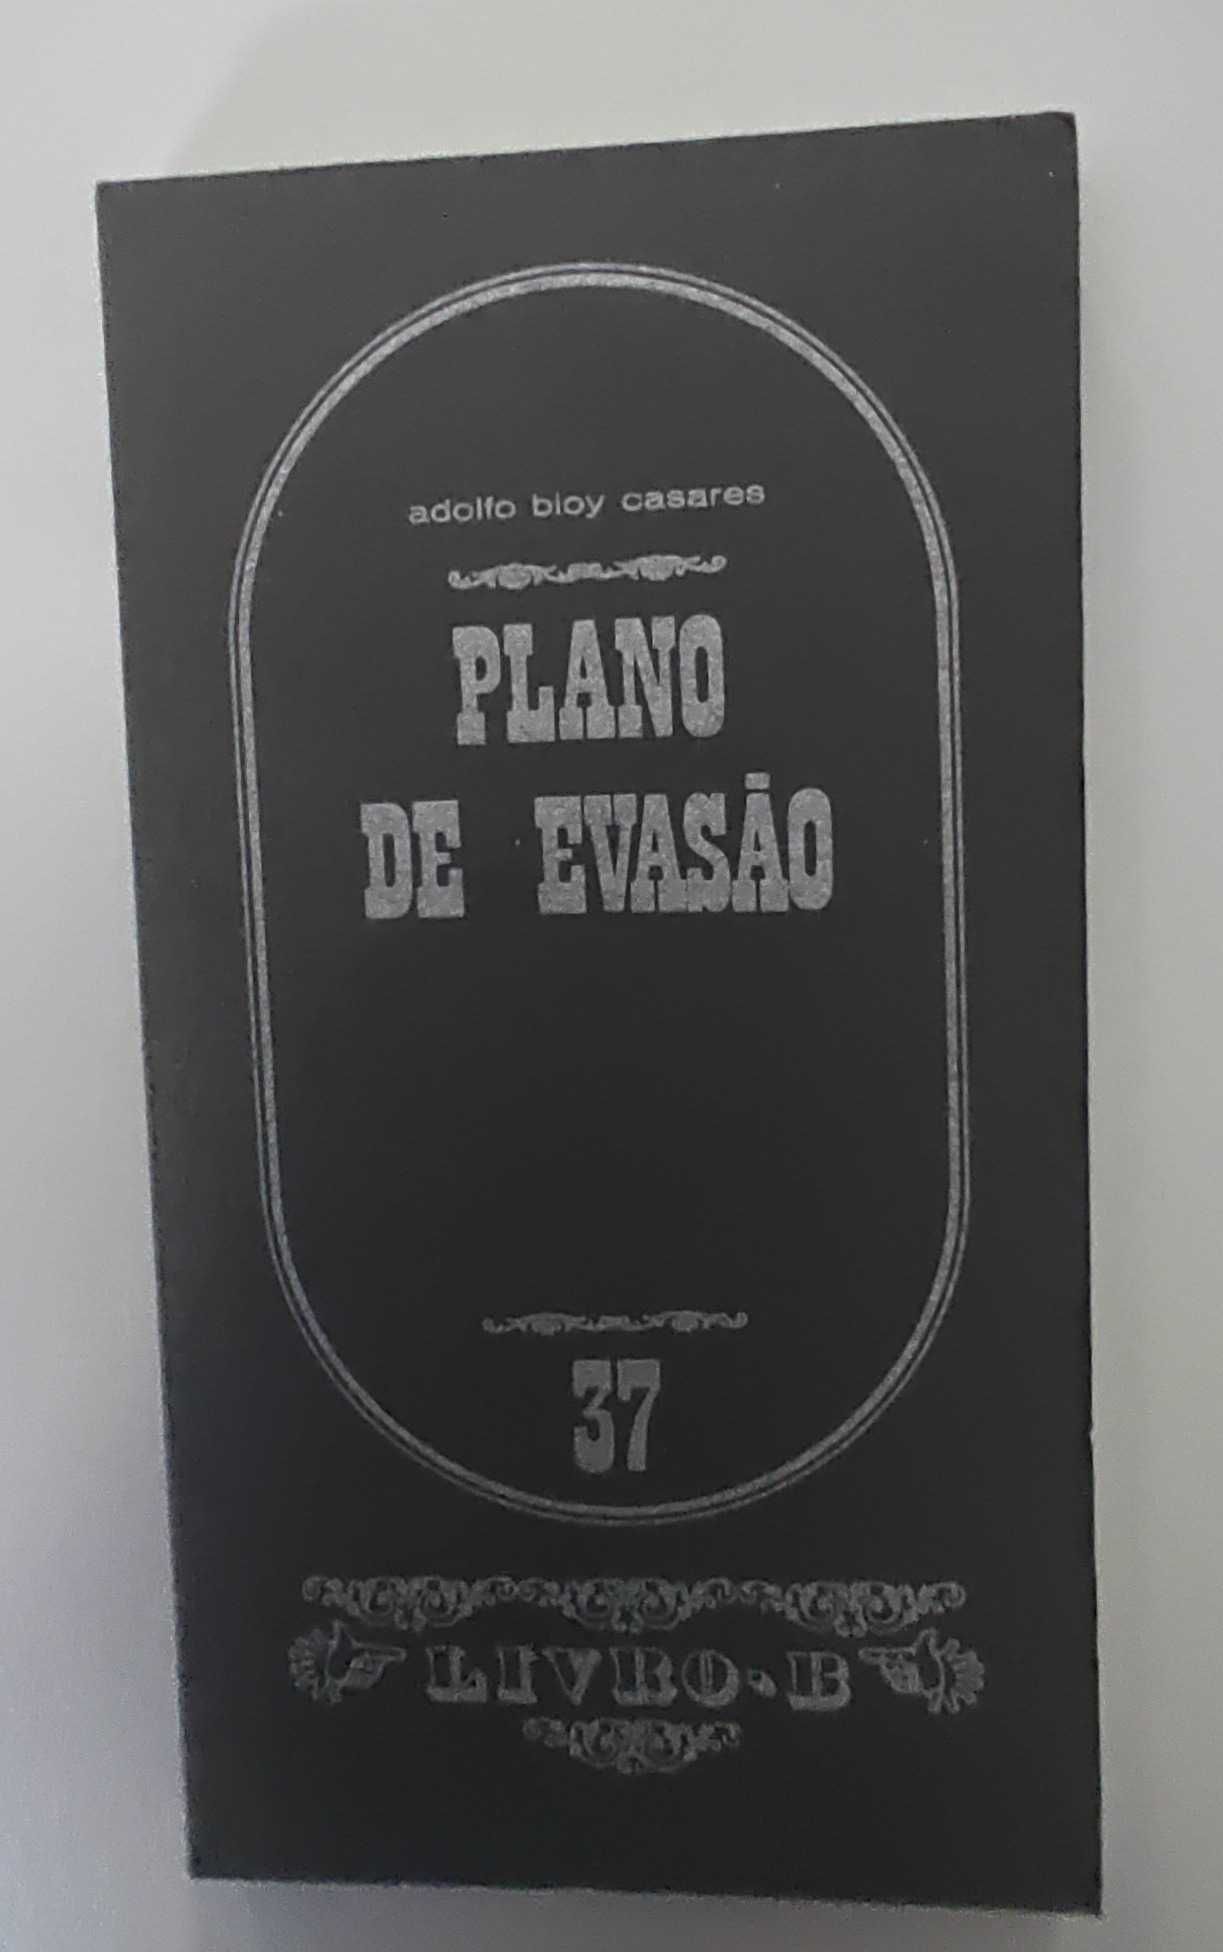 adolfo bioy casares
PLANO
DE EVASÃO
37
LIVRO·B